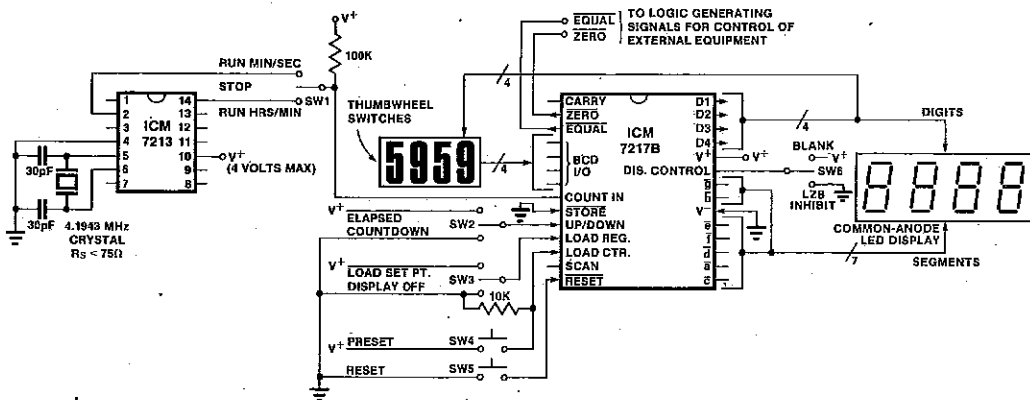 V+
100K
EQUAL
ZERO
TO LOGIC GENERATING
SIGNALS FOR CONTROL OF
EXTERNAL EQUIPMENT
RUN MIN/SEC
STOP
SW1
RUN HRS/MIN
1
2
3
4
5
6
7
14
13
12
11
10
9
8
ICM
7213
V+
(4 VOLTS MAX)
30pF
30pF
4.1943 MHz
CRYSTAL
RS < 75Ω
THUMBWHEEL
SWITCHES
5959
4
4
CARRY
ZERO
EQUAL
BCD
I/O
COUNT IN
STORE
UP/DOWN
LOAD REG.
LOAD CTR.
SCAN
RESET
ICM
7217B
D1
D2
D3
D4
V+
DIS. CONTROL
g
b
V-
e
f
d
a
c
V+
4
DIGITS
BLANK
V+
SW6
LZB
INHIBIT
8888
COMMON-ANODE
LED DISPLAY
7
SEGMENTS
V+
ELAPSED
COUNTDOWN
SW2
V+
LOAD SET PT.
DISPLAY OFF
SW3
10K
V+
PRESET
SW4
RESET
SW5